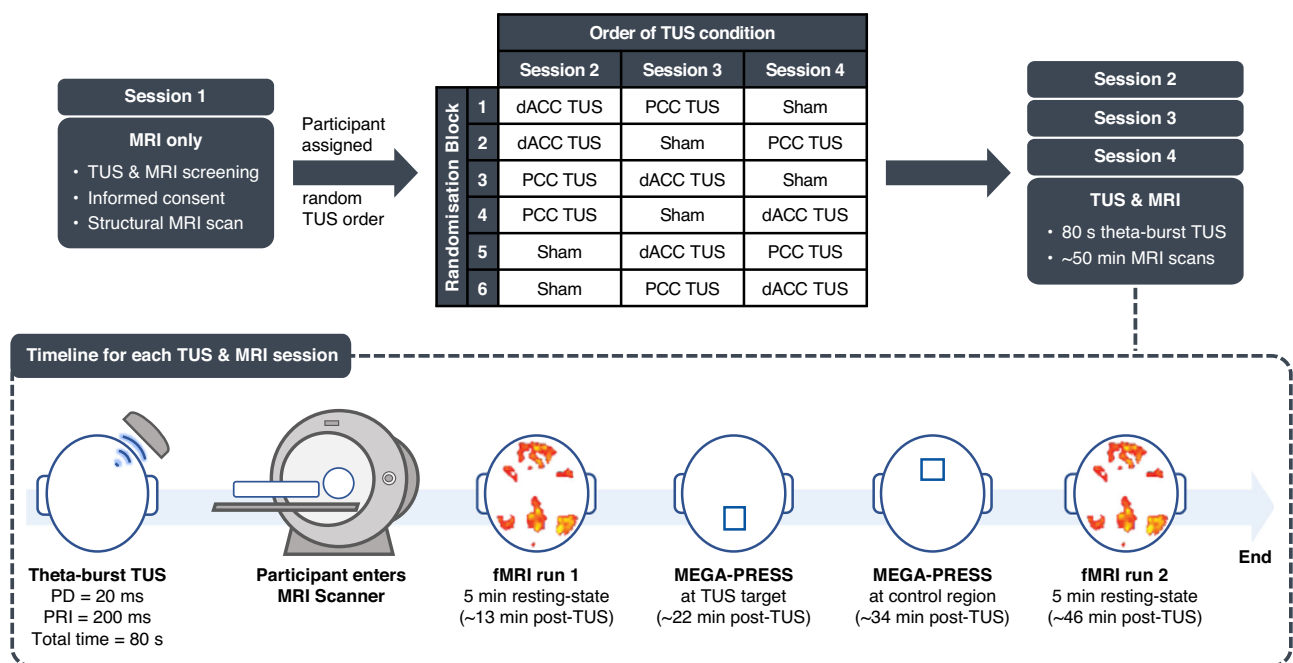 Session 1
MRI only
• TUS & MRI screening
• Informed consent
• Structural MRI scan
Participant
assigned
random
TUS order
Order of TUS condition
Session 2 Session 3 Session 4
Randomisation Block
1 dACC TUS PCC TUS Sham
2 dACC TUS Sham PCC TUS
3 PCC TUS dACC TUS Sham
4 PCC TUS Sham dACC TUS
5 Sham dACC TUS PCC TUS
6 Sham PCC TUS dACC TUS
Session 2
Session 3
Session 4
TUS & MRI
• 80 s theta-burst TUS
• ~50 min MRI scans
Timeline for each TUS & MRI session
Theta-burst TUS
PD = 20 ms
PRI = 200 ms
Total time = 80 s
Participant enters
MRI Scanner
fMRI run 1
5 min resting-state
(~13 min post-TUS)
MEGA-PRESS
at TUS target
(~22 min post-TUS)
MEGA-PRESS
at control region
(~34 min post-TUS)
fMRI run 2
5 min resting-state
(~46 min post-TUS)
End